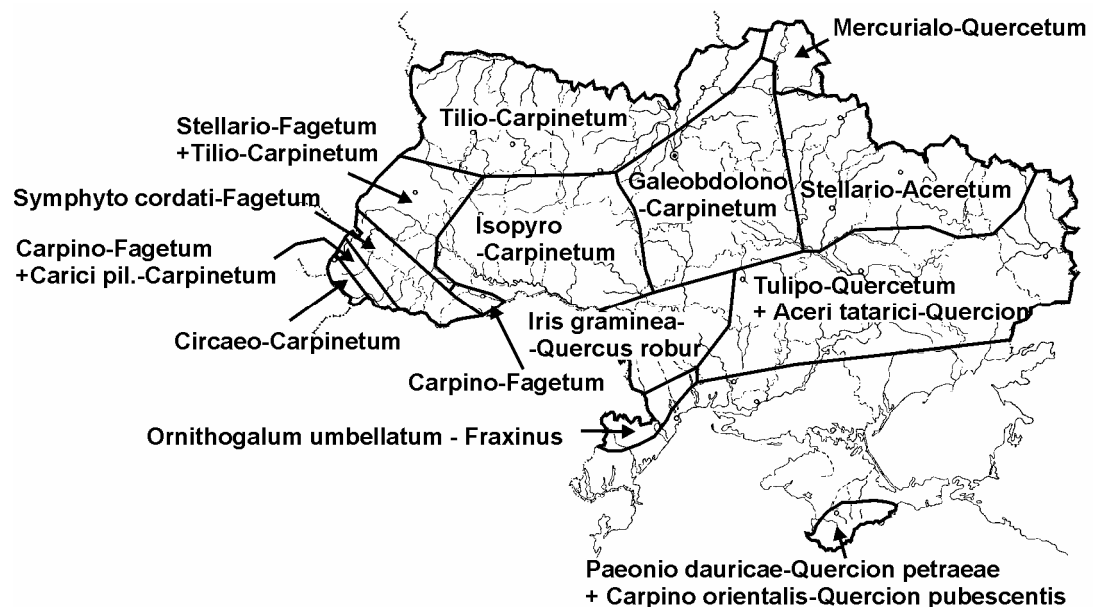 Mercurialo-Quercetum
Tilio-Carpinetum
Stellario-Fagetum
+Tilio-Carpinetum
Symphyto cordati-Fagetum
Carpino-Fagetum
+Carici pil.-Carpinetum
Circaeo-Carpinetum
Isopyro
-Carpinetum
Galeobdolono
-Carpinetum
Stellario-Aceretum
Tulipo-Quercetum
+ Aceri tatarici-Quercion
Iris graminea-
-Quercus robur
Carpino-Fagetum
Ornithogalum umbellatum - Fraxinus
Paeonio dauricae-Quercion petraeae
+ Carpino orientalis-Quercion pubescentis